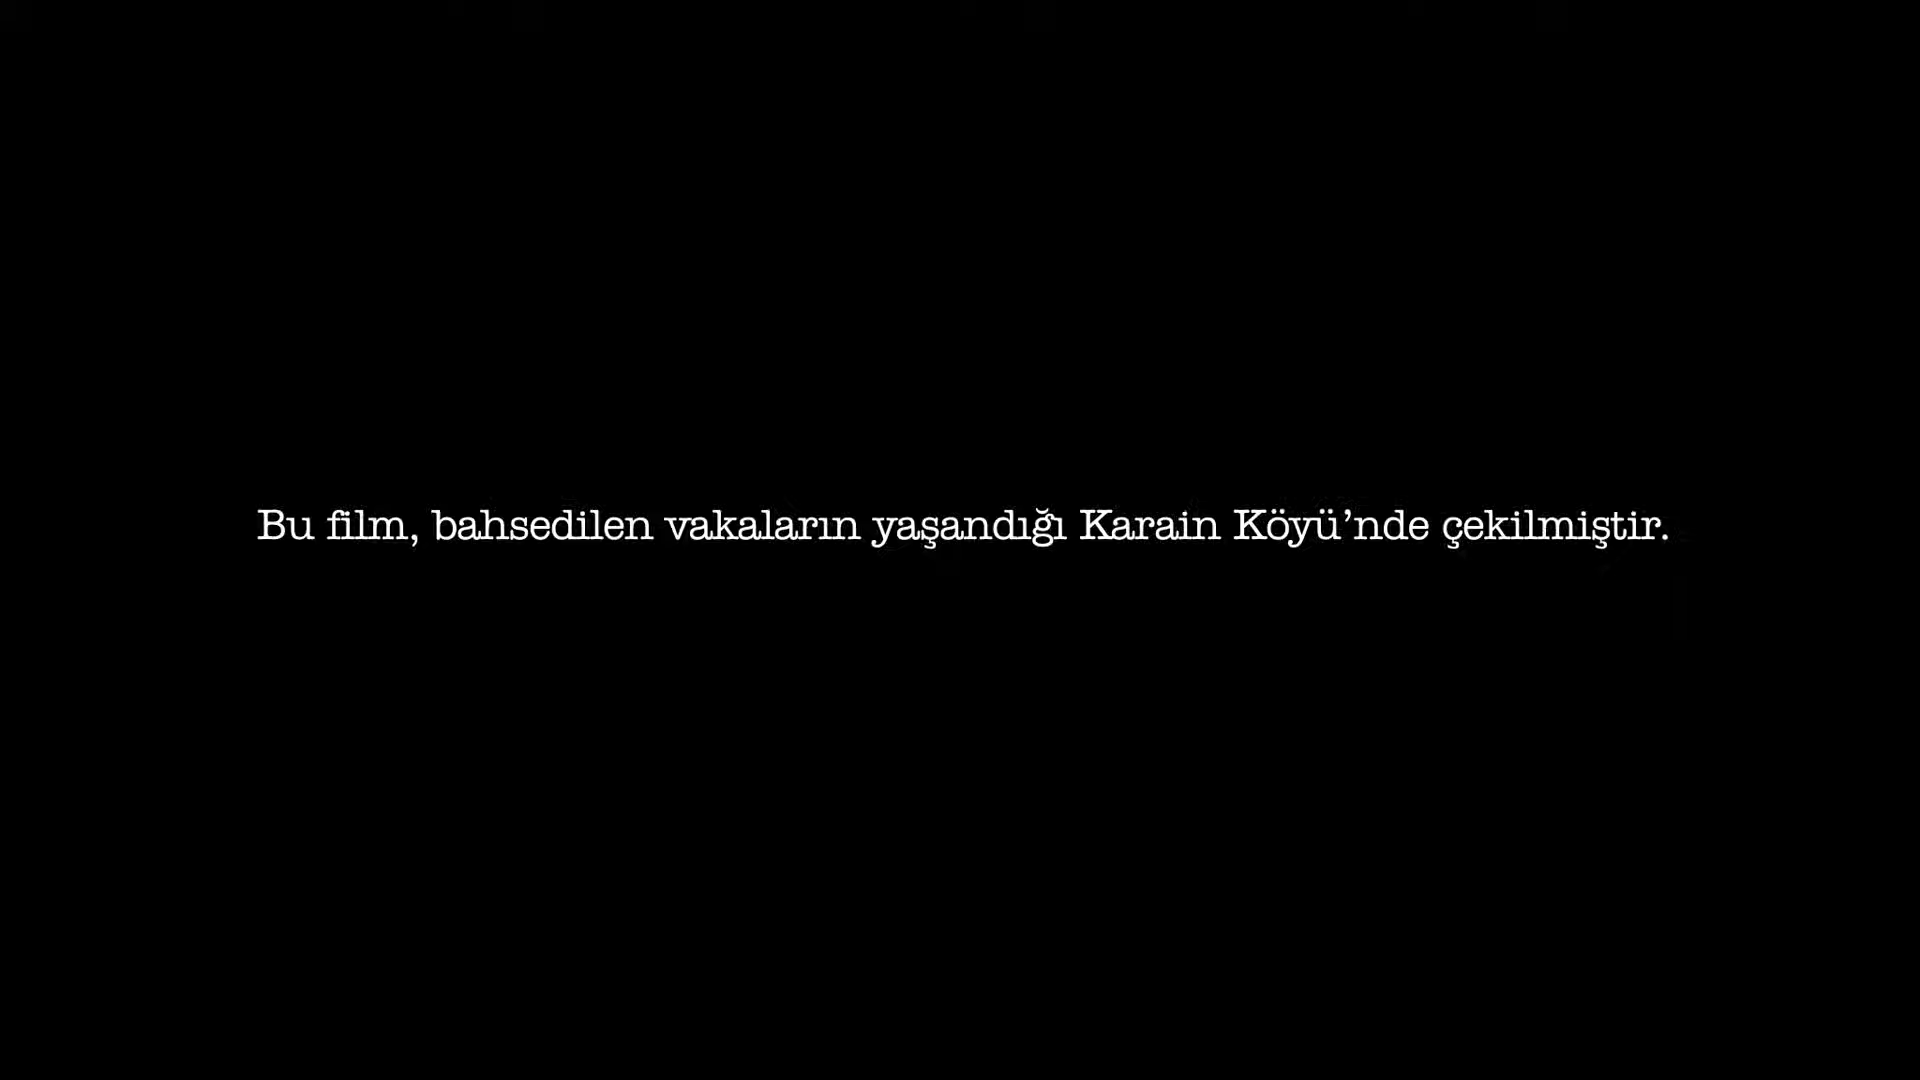 Bu film, bahsedilen vakaların yaşandığı Karain Köyü’nde çekilmiştir.